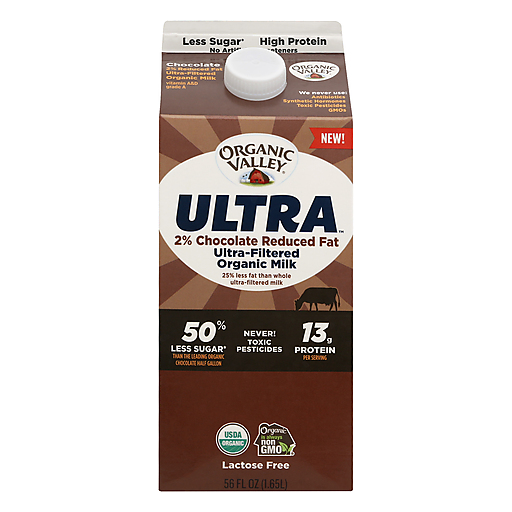 Less Sugar* High Protein
No Artificial Sweeteners
Chocolate
2% Reduced Fat
Ultra-Filtered
Organic Milk
vitamin A&D
grade A
ORGANIC
VALLEY
We never use:
Antibiotics
Synthetic Hormones
Toxic Pesticides
GMOs
NEW!
ORGANIC
VALLEY
ULTRA™
2% Chocolate Reduced Fat
Ultra-Filtered
Organic Milk
25% less fat than whole
ultra-filtered milk
50%
LESS SUGAR*
THAN THE LEADING ORGANIC
CHOCOLATE HALF GALLON
NEVER!
TOXIC
PESTICIDES
13g
PROTEIN
PER SERVING
USDA
ORGANIC
Organic
is always
non
GMO
Lactose Free
56 FL OZ (1.65L)